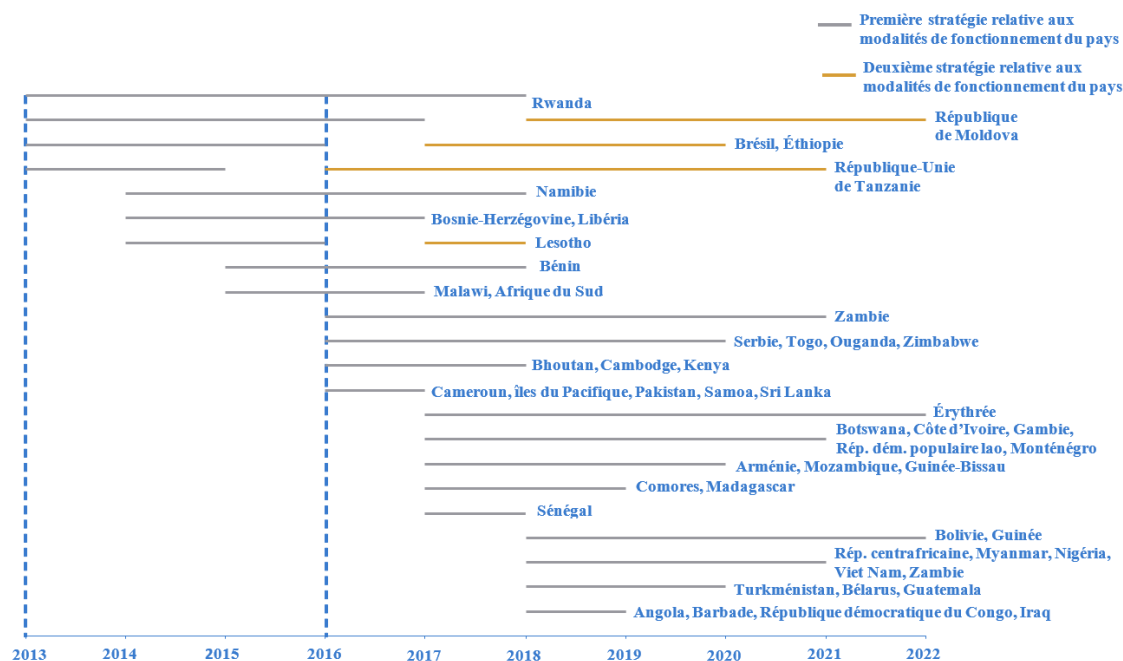 Première stratégie relative aux
modalités de fonctionnement du pays
Deuxième stratégie relative aux
modalités de fonctionnement du pays
Rwanda
République
de Moldova
Brésil, Éthiopie
République-Unie
de Tanzanie
Namibie
Bosnie-Herzégovine, Libéria
Lesotho
Bénin
Malawi, Afrique du Sud
Zambie
Serbie, Togo, Ouganda, Zimbabwe
Bhoutan, Cambodge, Kenya
Cameroun, îles du Pacifique, Pakistan, Samoa, Sri Lanka
Érythrée
Botswana, Côte d'Ivoire, Gambie,
Rép. dém. populaire lao, Monténégro
Arménie, Mozambique, Guinée-Bissau
Comores, Madagascar
Sénégal
Bolivie, Guinée
Rép. centrafricaine, Myanmar, Nigéria,
Viet Nam, Zambie
Turkménistan, Bélarus, Guatemala
Angola, Barbade, République démocratique du Congo, Iraq
2013 2014 2015 2016 2017 2018 2019 2020 2021 2022